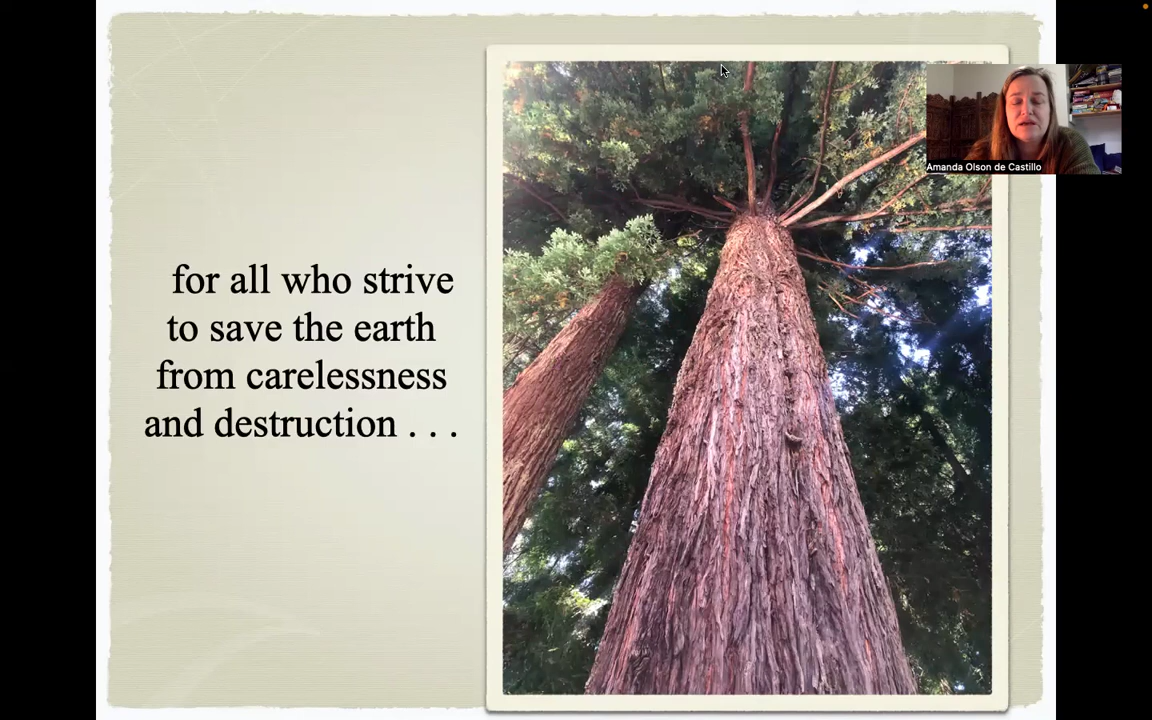 for all who strive
to save the earth
from carelessness
and destruction . . .
Amanda Olson de Castillo